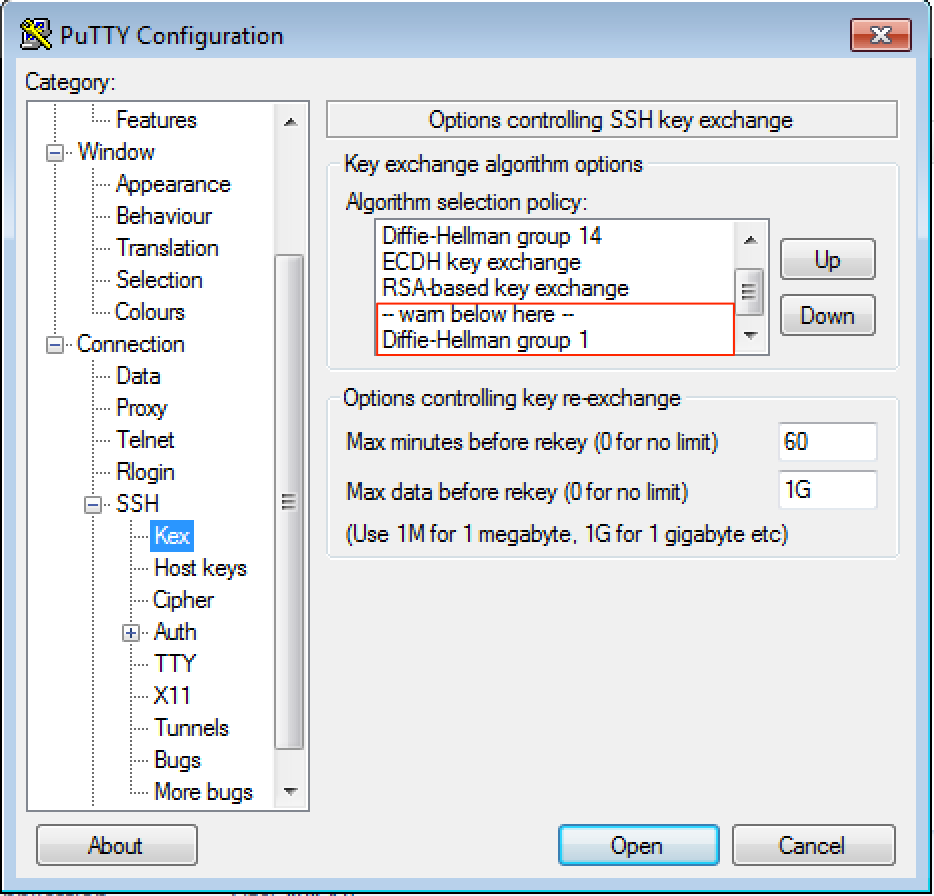 PuTTY Configuration
Category:
Features
Window
Appearance
Behaviour
Translation
Selection
Colours
Connection
Data
Proxy
Telnet
Rlogin
SSH
Kex
Host keys
Cipher
Auth
TTY
X11
Tunnels
Bugs
More bugs
Options controlling SSH key exchange
Key exchange algorithm options
Algorithm selection policy:
Diffie-Hellman group 14
ECDH key exchange
RSA-based key exchange
-- warn below here --
Diffie-Hellman group 1
Up
Down
Options controlling key re-exchange
Max minutes before rekey (0 for no limit) 60
Max data before rekey (0 for no limit) 1G
(Use 1M for 1 megabyte, 1G for 1 gigabyte etc)
About
Open
Cancel